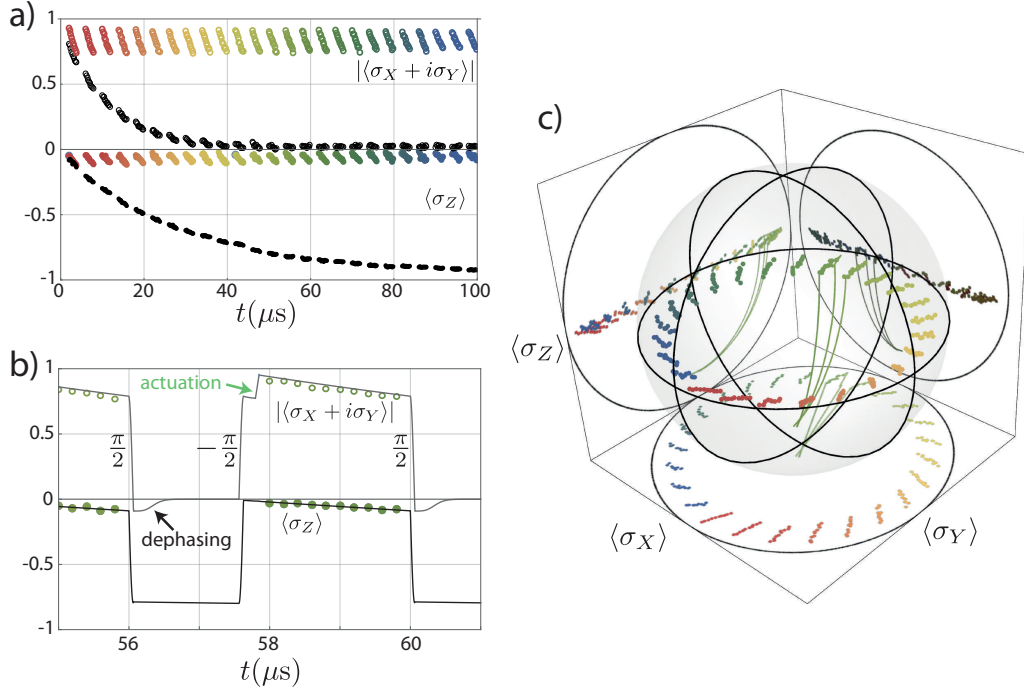 a)
1
0.5
0
-0.5
-1
|⟨σ_X + iσ_Y⟩|
⟨σ_Z⟩
0
20
40
60
80
100
t(μs)
b)
1
0.5
0
-0.5
-1
actuation
|⟨σ_X + iσ_Y⟩|
π/2
-π/2
π/2
⟨σ_Z⟩
dephasing
56
58
60
t(μs)
c)
⟨σ_Z⟩
⟨σ_X⟩
⟨σ_Y⟩